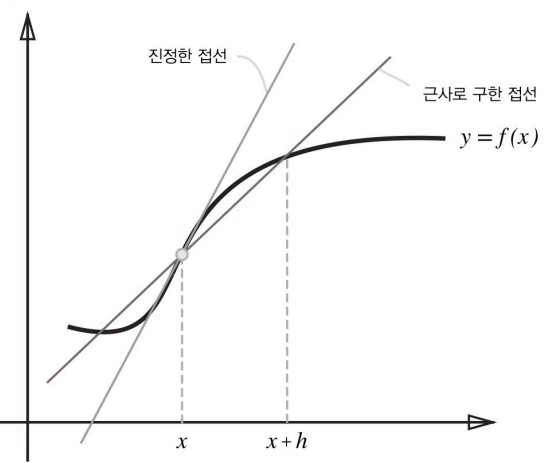 진정한 접선
근사로 구한 접선
y = f(x)
x
x + h